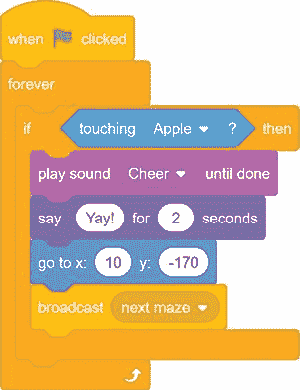 when clicked
forever
if touching Apple ? then
play sound Cheer until done
say Yay! for 2 seconds
go to x: 10 y: -170
broadcast next maze